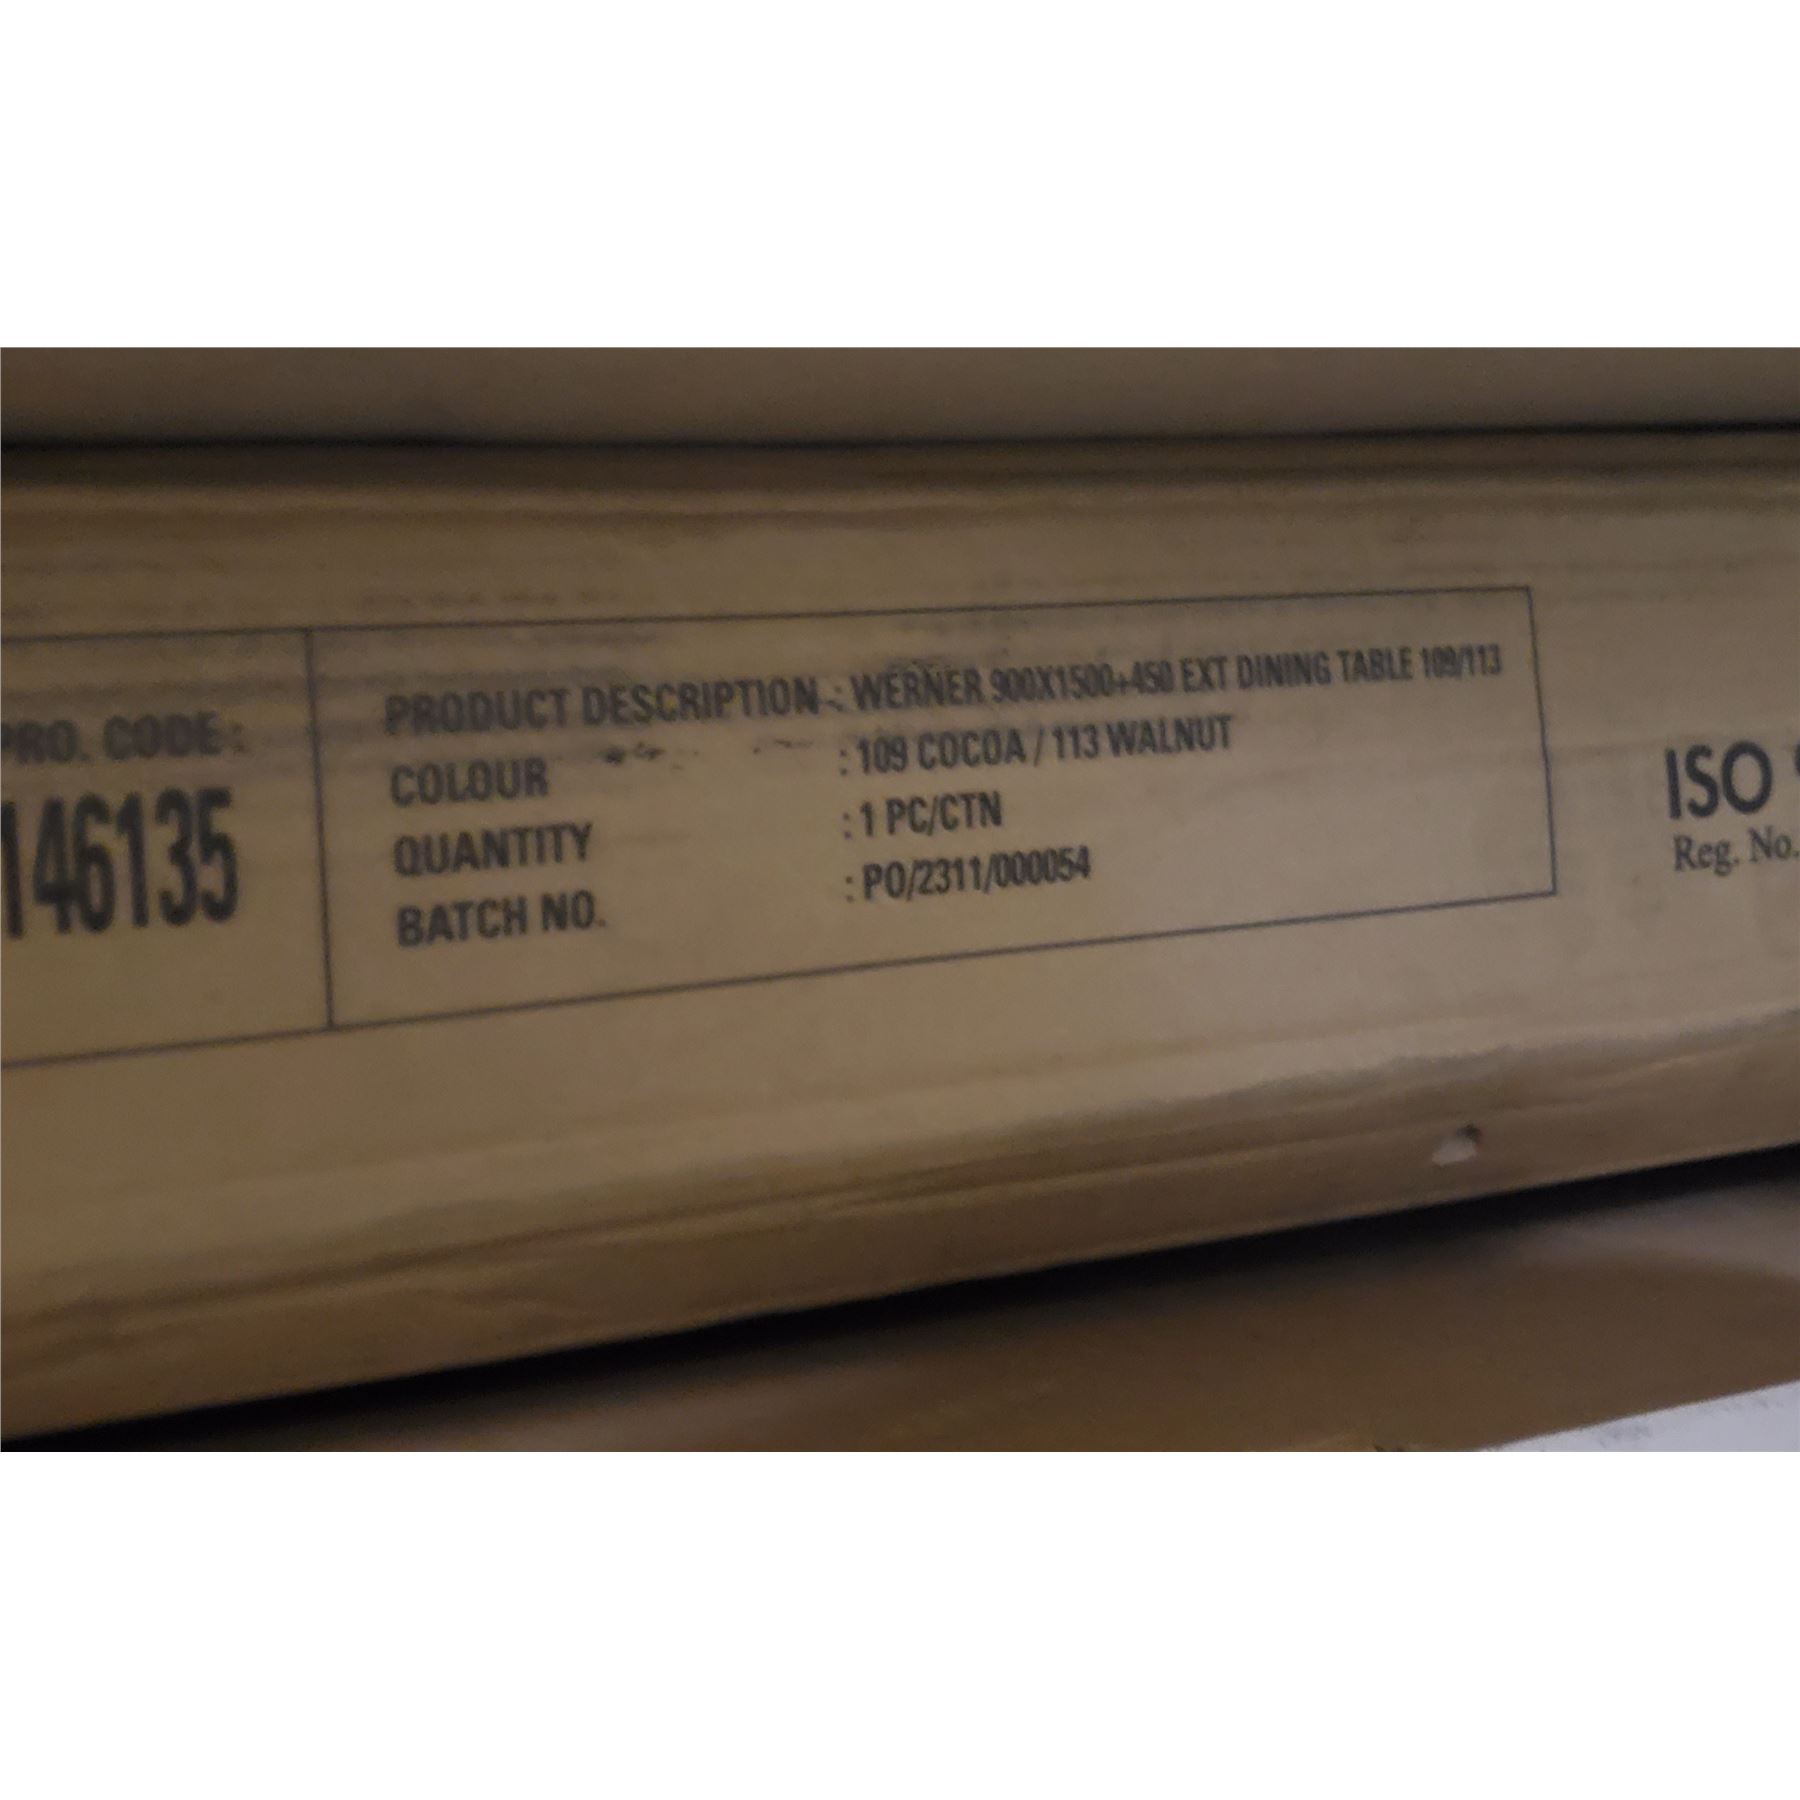 PRO. CODE :
146135
PRODUCT DESCRIPTION : WERNER 900X1500+450 EXT DINING TABLE 109/113
COLOUR : 109 COCOA / 113 WALNUT
QUANTITY : 1 PC/CTN
BATCH NO. : PO/2311/000054
ISO
Reg. No.